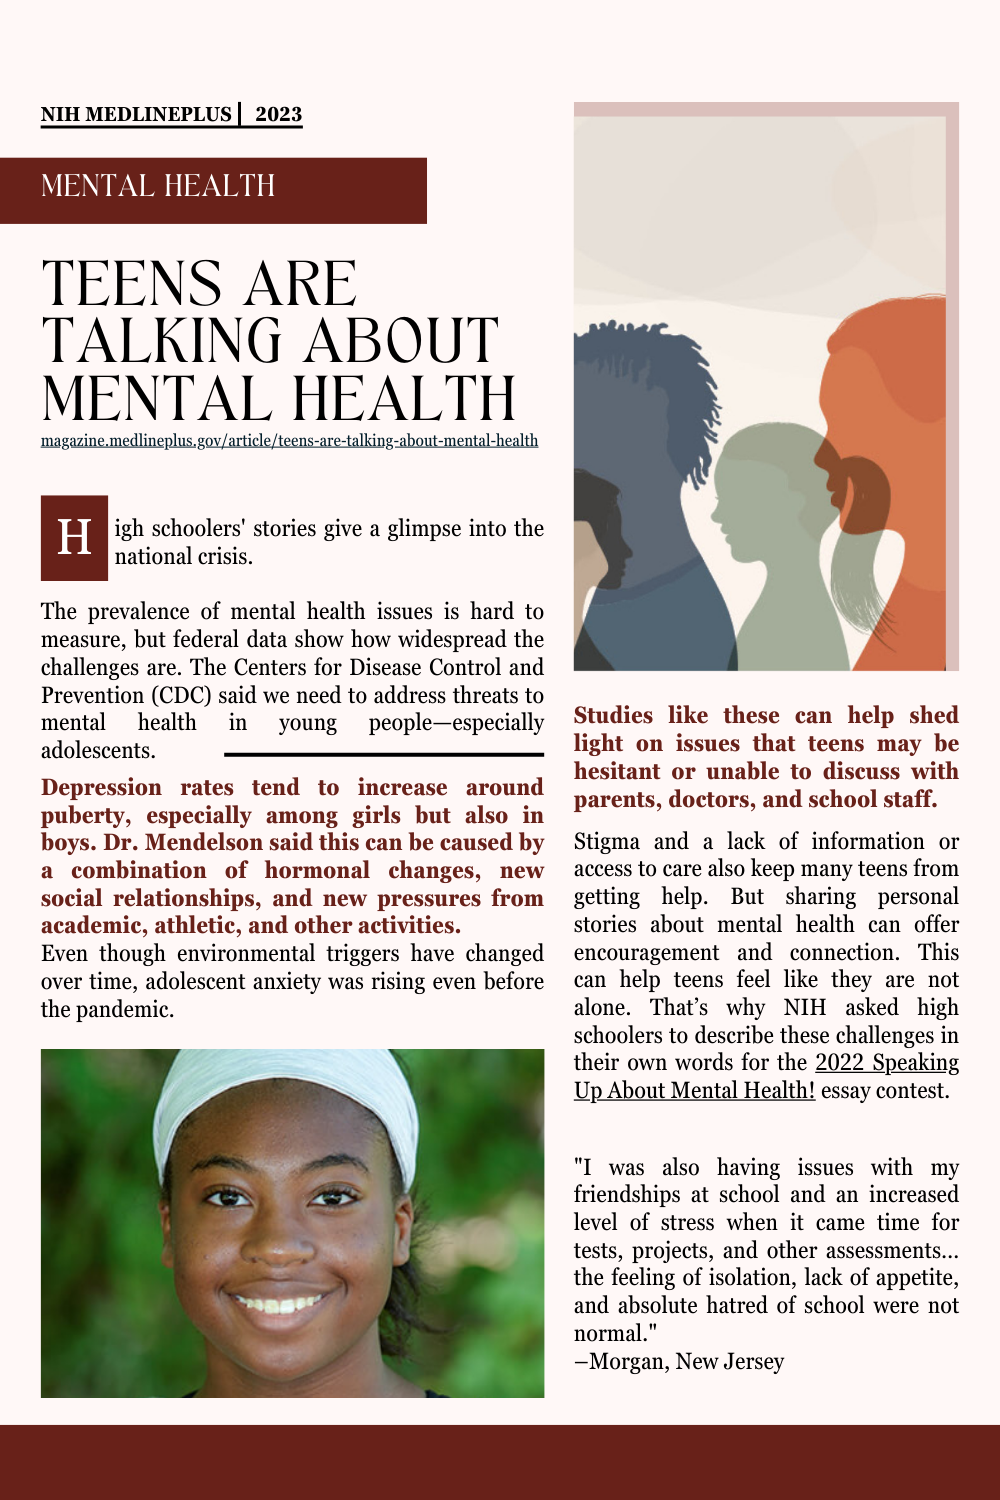 NIH MEDLINEPLUS | 2023
MENTAL HEALTH
TEENS ARE
TALKING ABOUT
MENTAL HEALTH
magazine.medlineplus.gov/article/teens-are-talking-about-mental-health
High schoolers' stories give a glimpse into the
national crisis.
The prevalence of mental health issues is hard to
measure, but federal data show how widespread the
challenges are. The Centers for Disease Control and
Prevention (CDC) said we need to address threats to
mental health in young people—especially
adolescents.
Depression rates tend to increase around
puberty, especially among girls but also in
boys. Dr. Mendelson said this can be caused by
a combination of hormonal changes, new
social relationships, and new pressures from
academic, athletic, and other activities.
Even though environmental triggers have changed
over time, adolescent anxiety was rising even before
the pandemic.
Studies like these can help shed
light on issues that teens may be
hesitant or unable to discuss with
parents, doctors, and school staff.
Stigma and a lack of information or
access to care also keep many teens from
getting help. But sharing personal
stories about mental health can offer
encouragement and connection. This
can help teens feel like they are not
alone. That’s why NIH asked high
schoolers to describe these challenges in
their own words for the 2022 Speaking
Up About Mental Health! essay contest.
"I was also having issues with my
friendships at school and an increased
level of stress when it came time for
tests, projects, and other assessments...
the feeling of isolation, lack of appetite,
and absolute hatred of school were not
normal."
–Morgan, New Jersey